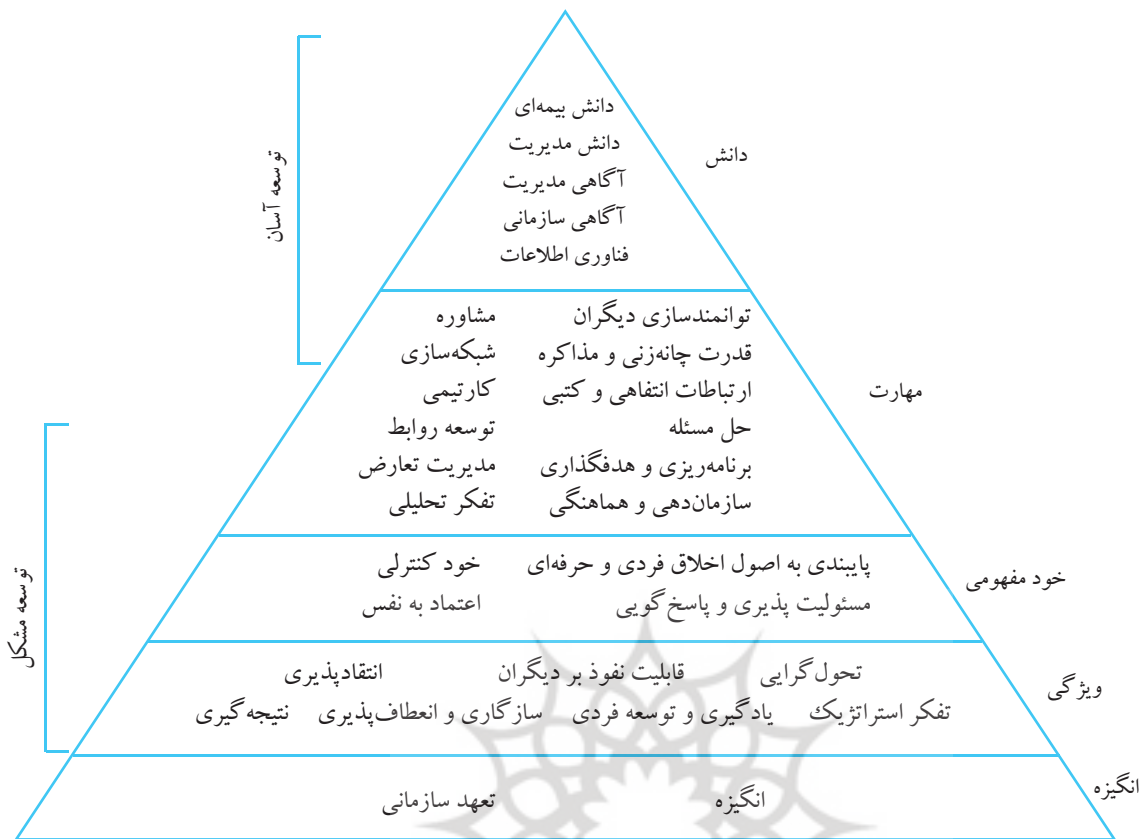 دانش بیمه‌ای
دانش مدیریت
آگاهی مدیریت
آگاهی سازمانی
فناوری اطلاعات
دانش
توسعه آسان
توانمندسازی دیگران مشاوره
قدرت چانه‌زنی و مذاکره شبکه‌سازی
ارتباطات انتفاهی و کتبی کارتیمی
حل مسئله توسعه روابط
برنامه‌ریزی و هدفگذاری مدیریت تعارض
سازمان‌دهی و هماهنگی تفکر تحلیلی
مهارت
پایبندی به اصول اخلاق فردی و حرفه‌ای خود کنترلی
مسئولیت پذیری و پاسخ‌گویی اعتماد به نفس
خود مفهومی
توسعه مشکل
تحول‌گرایی قابلیت نفوذ بر دیگران انتقادپذیری
تفکر استراتژیک یادگیری و توسعه فردی سازگاری و انعطاف‌پذیری نتیجه‌گیری
ویژگی
انگیزه تعهد سازمانی
انگیزه